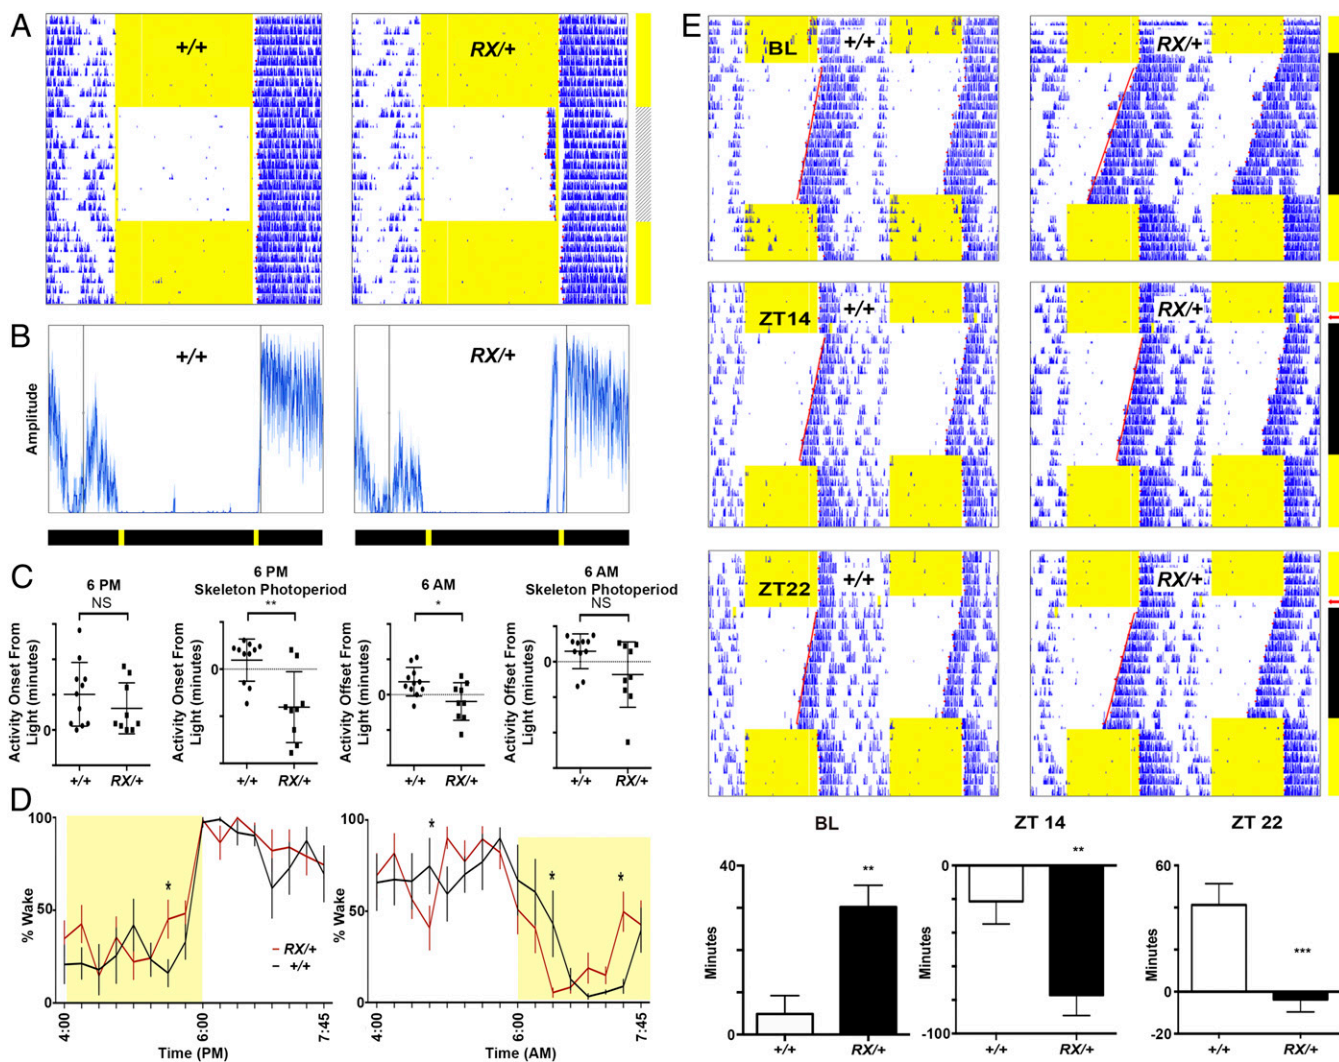 A
+/+
RX/+
B
Amplitude
+/+
RX/+
C
6 PM
NS
Activity Onset From
Light (minutes)
0
+/+
RX/+
6 PM
Skeleton Photoperiod
**
Activity Onset From
Light (minutes)
0
+/+
RX/+
6 AM
*
Activity Offset From
Light (minutes)
0
+/+
RX/+
6 AM
Skeleton Photoperiod
NS
Activity Offset From
Light (minutes)
0
+/+
RX/+
D
% Wake
100
50
0
*
RX/+
+/+
4:00
6:00
7:45
Time (PM)
% Wake
100
50
0
*
*
*
4:00
6:00
7:45
Time (AM)
E
BL
+/+
RX/+
ZT14
+/+
RX/+
ZT22
+/+
RX/+
BL
Minutes
40
20
0
**
+/+
RX/+
ZT 14
Minutes
0
-100
**
+/+
RX/+
ZT 22
Minutes
60
40
0
-20
***
+/+
RX/+